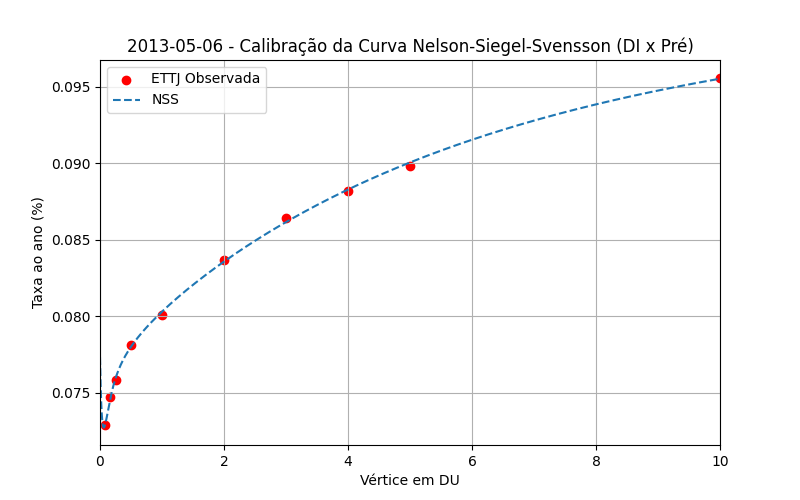 2013-05-06 - Calibração da Curva Nelson-Siegel-Svensson (DI x Pré)
ETTJ Observada
NSS
Taxa ao ano (%)
0.095
0.090
0.085
0.080
0.075
0 2 4 6 8 10
Vértice em DU